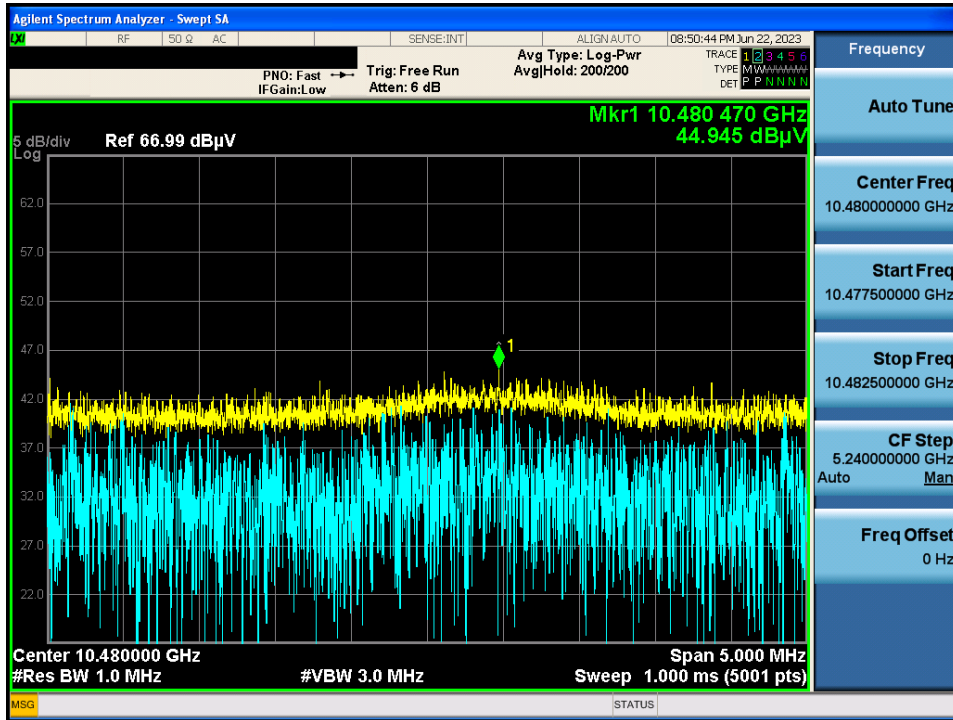 Agilent Spectrum Analyzer - Swept SA
LXI RF 50 Ω AC SENSE:INT ALIGN AUTO 08:50:44 PM Jun 22, 2023
PNO: Fast
IFGain:Low
Trig: Free Run
Atten: 6 dB
Avg Type: Log-Pwr
Avg|Hold: 200/200
TRACE 1 2 3 4 5 6
TYPE M W W W W W
DET P P N N N N
Mkr1 10.480 470 GHz
44.945 dBµV
5 dB/div Ref 66.99 dBµV
Log
62.0
57.0
52.0
47.0
42.0
37.0
32.0
27.0
22.0
1
Center 10.480000 GHz Span 5.000 MHz
#Res BW 1.0 MHz #VBW 3.0 MHz Sweep 1.000 ms (5001 pts)
MSG STATUS
Frequency
Auto Tune
Center Freq
10.480000000 GHz
Start Freq
10.477500000 GHz
Stop Freq
10.482500000 GHz
CF Step
5.240000000 GHz
Auto Man
Freq Offset
0 Hz